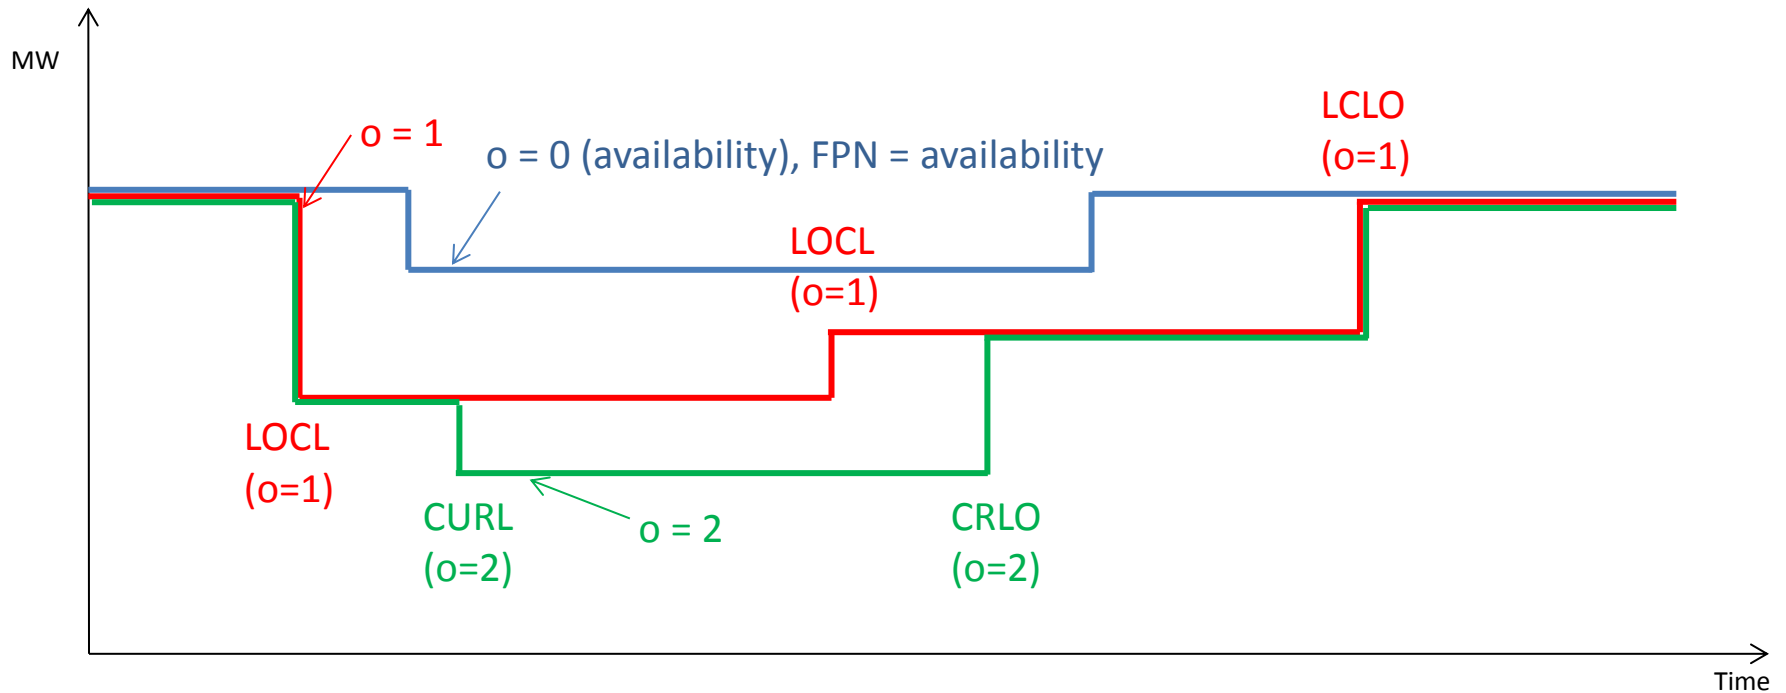 MW
LCLO
(o=1)
o = 1
o = 0 (availability), FPN = availability
LOCL
(o=1)
LOCL
(o=1)
CURL
(o=2)
o = 2
CRLO
(o=2)
Time